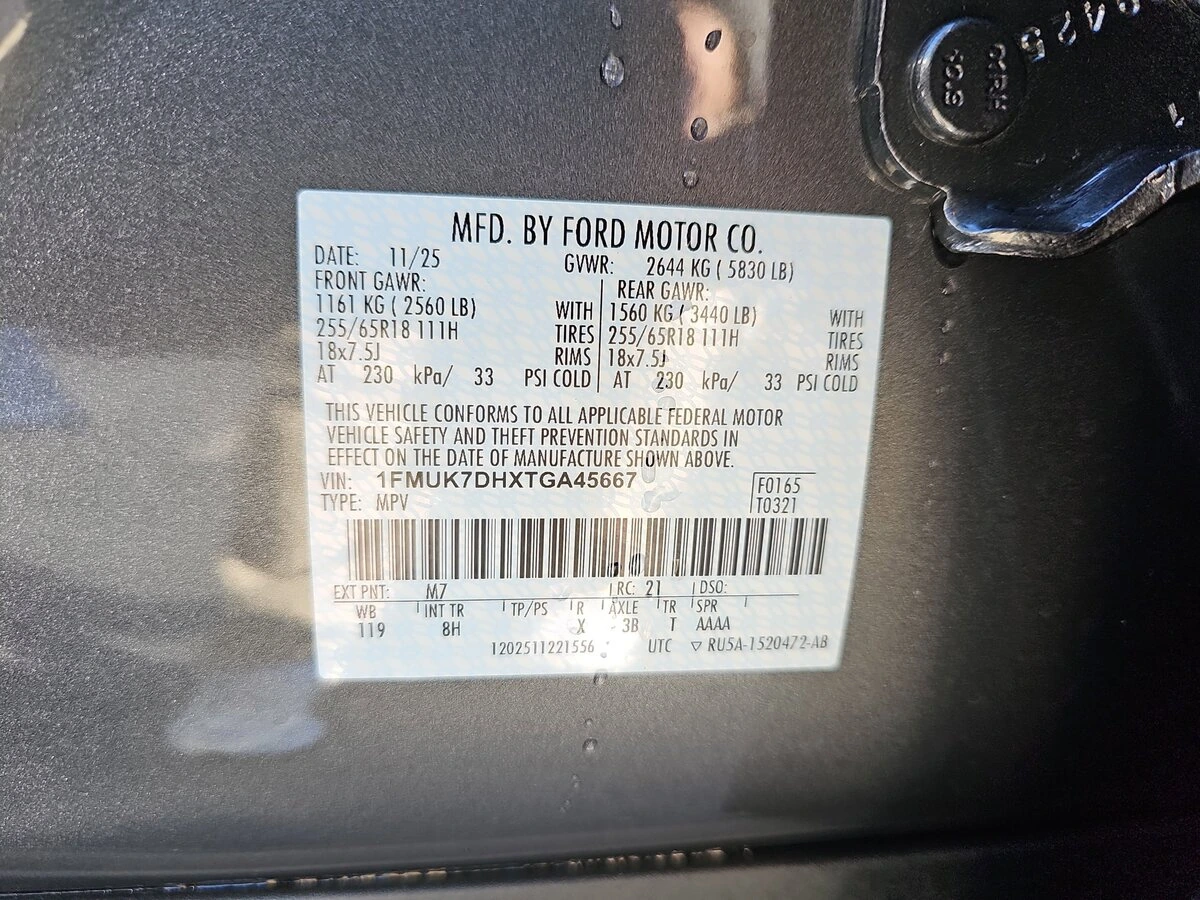 MFD. BY FORD MOTOR CO.
DATE: 11/25 GVWR: 2644 KG ( 5830 LB)
FRONT GAWR: REAR GAWR:
1161 KG ( 2560 LB) WITH 1560 KG ( 3440 LB) WITH
255/65R18 111H TIRES 255/65R18 111H TIRES
18x7.5J RIMS 18x7.5J RIMS
AT 230 kPa/ 33 PSI COLD AT 230 kPa/ 33 PSI COLD
THIS VEHICLE CONFORMS TO ALL APPLICABLE FEDERAL MOTOR
VEHICLE SAFETY AND THEFT PREVENTION STANDARDS IN
EFFECT ON THE DATE OF MANUFACTURE SHOWN ABOVE.
VIN: 1FMUK7DHXTGA45667 F0165
TYPE: MPV T0321
EXT PNT: M7 RC: 21 DSO:
WB INT TR TP/PS R AXLE TR SPR
119 8H X 3B T AAAA
1202511221556 UTC ▽ RU5A-1520472-AB